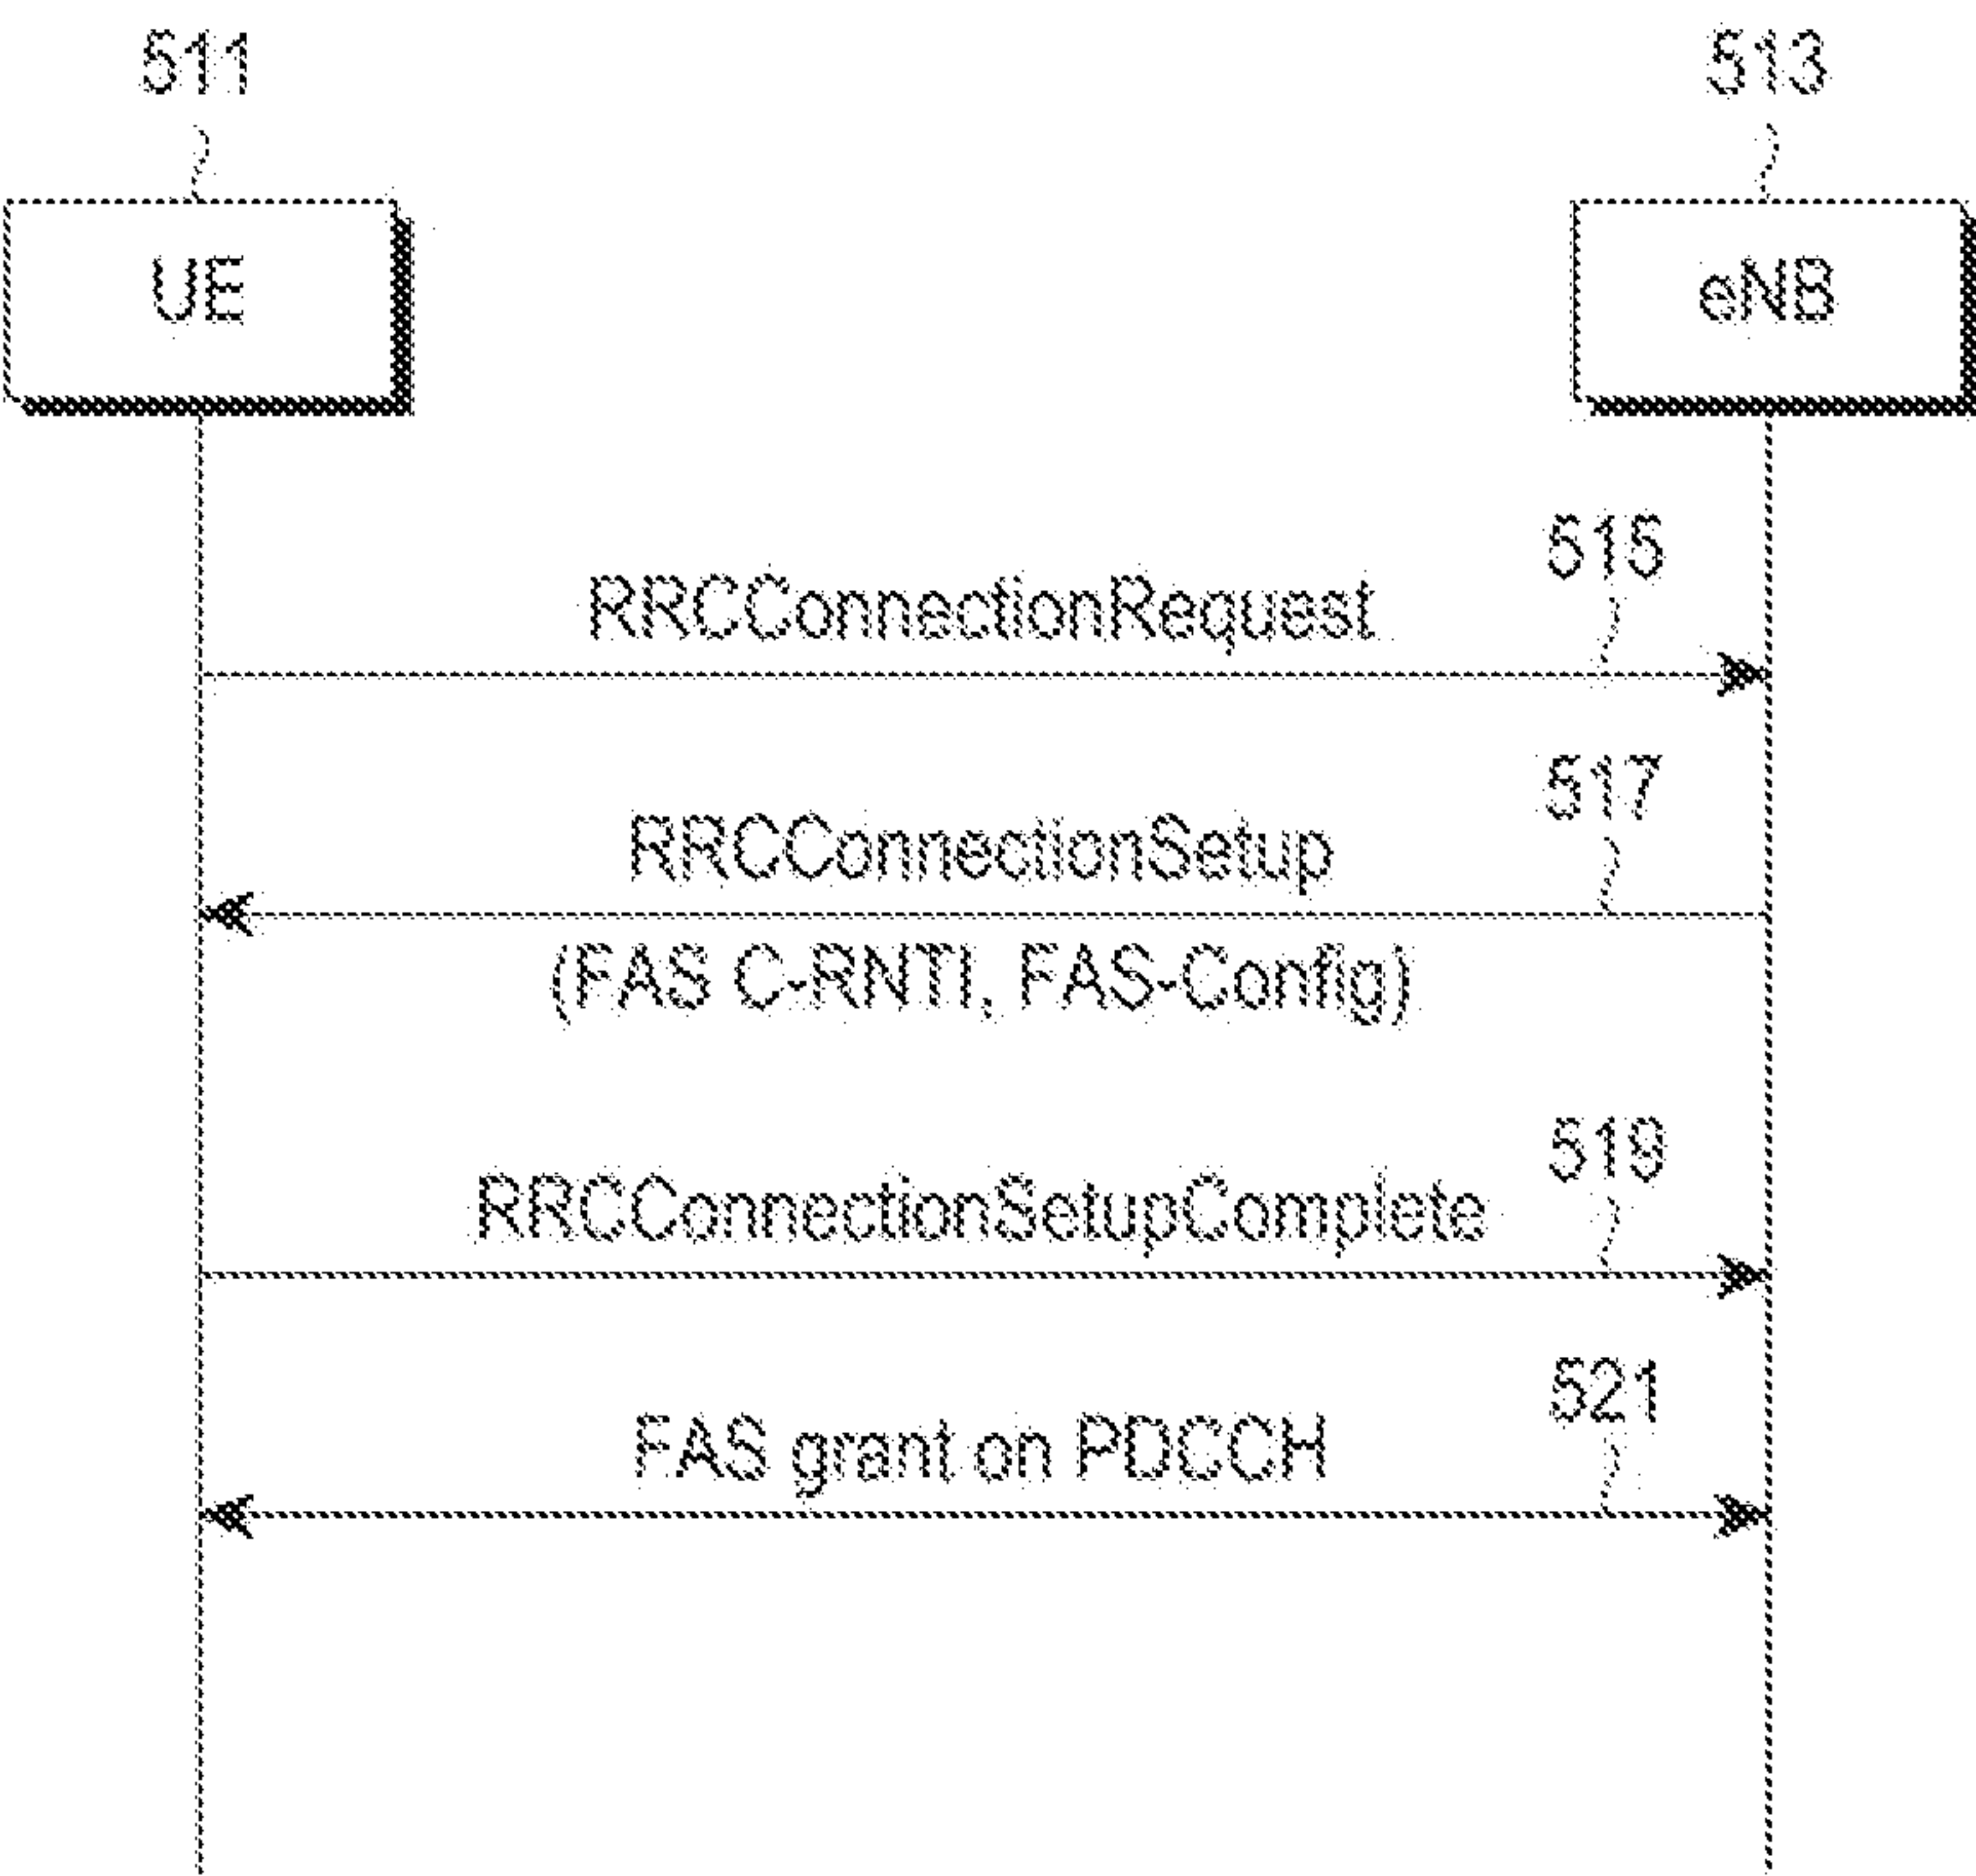 511
513
UE
eNB
515
RRCConnectionRequest
517
RRCConnectionSetup
(FAS C-RNTI, FAS-Config)
519
RRCConnectionSetupComplete
521
FAS grant on PDCCH